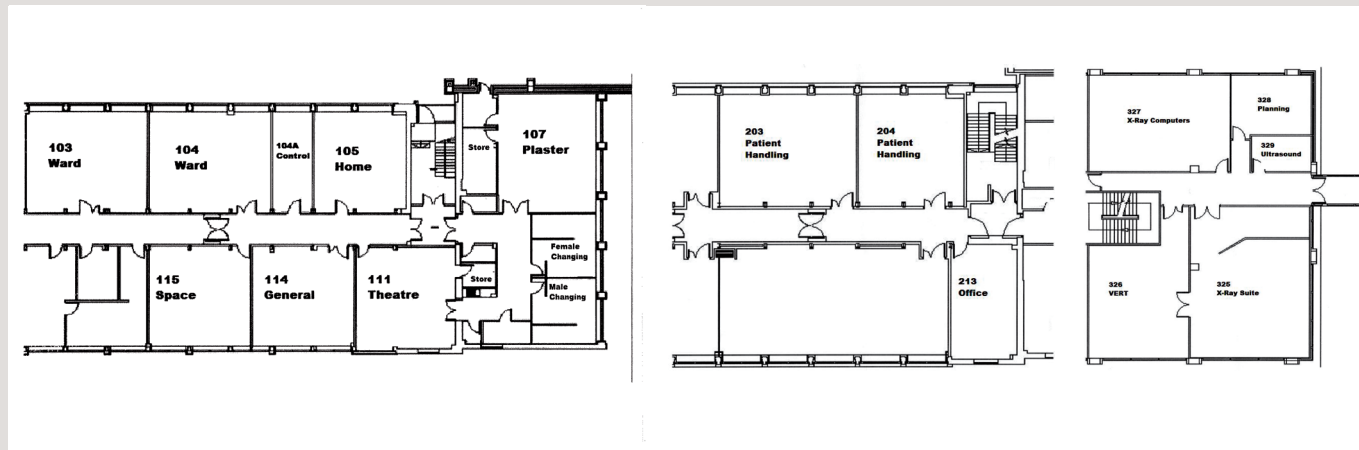 103
Ward
104
Ward
104A
Control
105
Home
Store
107
Plaster
115
Space
114
General
111
Theatre
Store
Female
Changing
Male
Changing
203
Patient
Handling
204
Patient
Handling
213
Office
327
X-Ray Computers
328
Planning
329
Ultrasound
326
VERT
325
X-Ray Suite